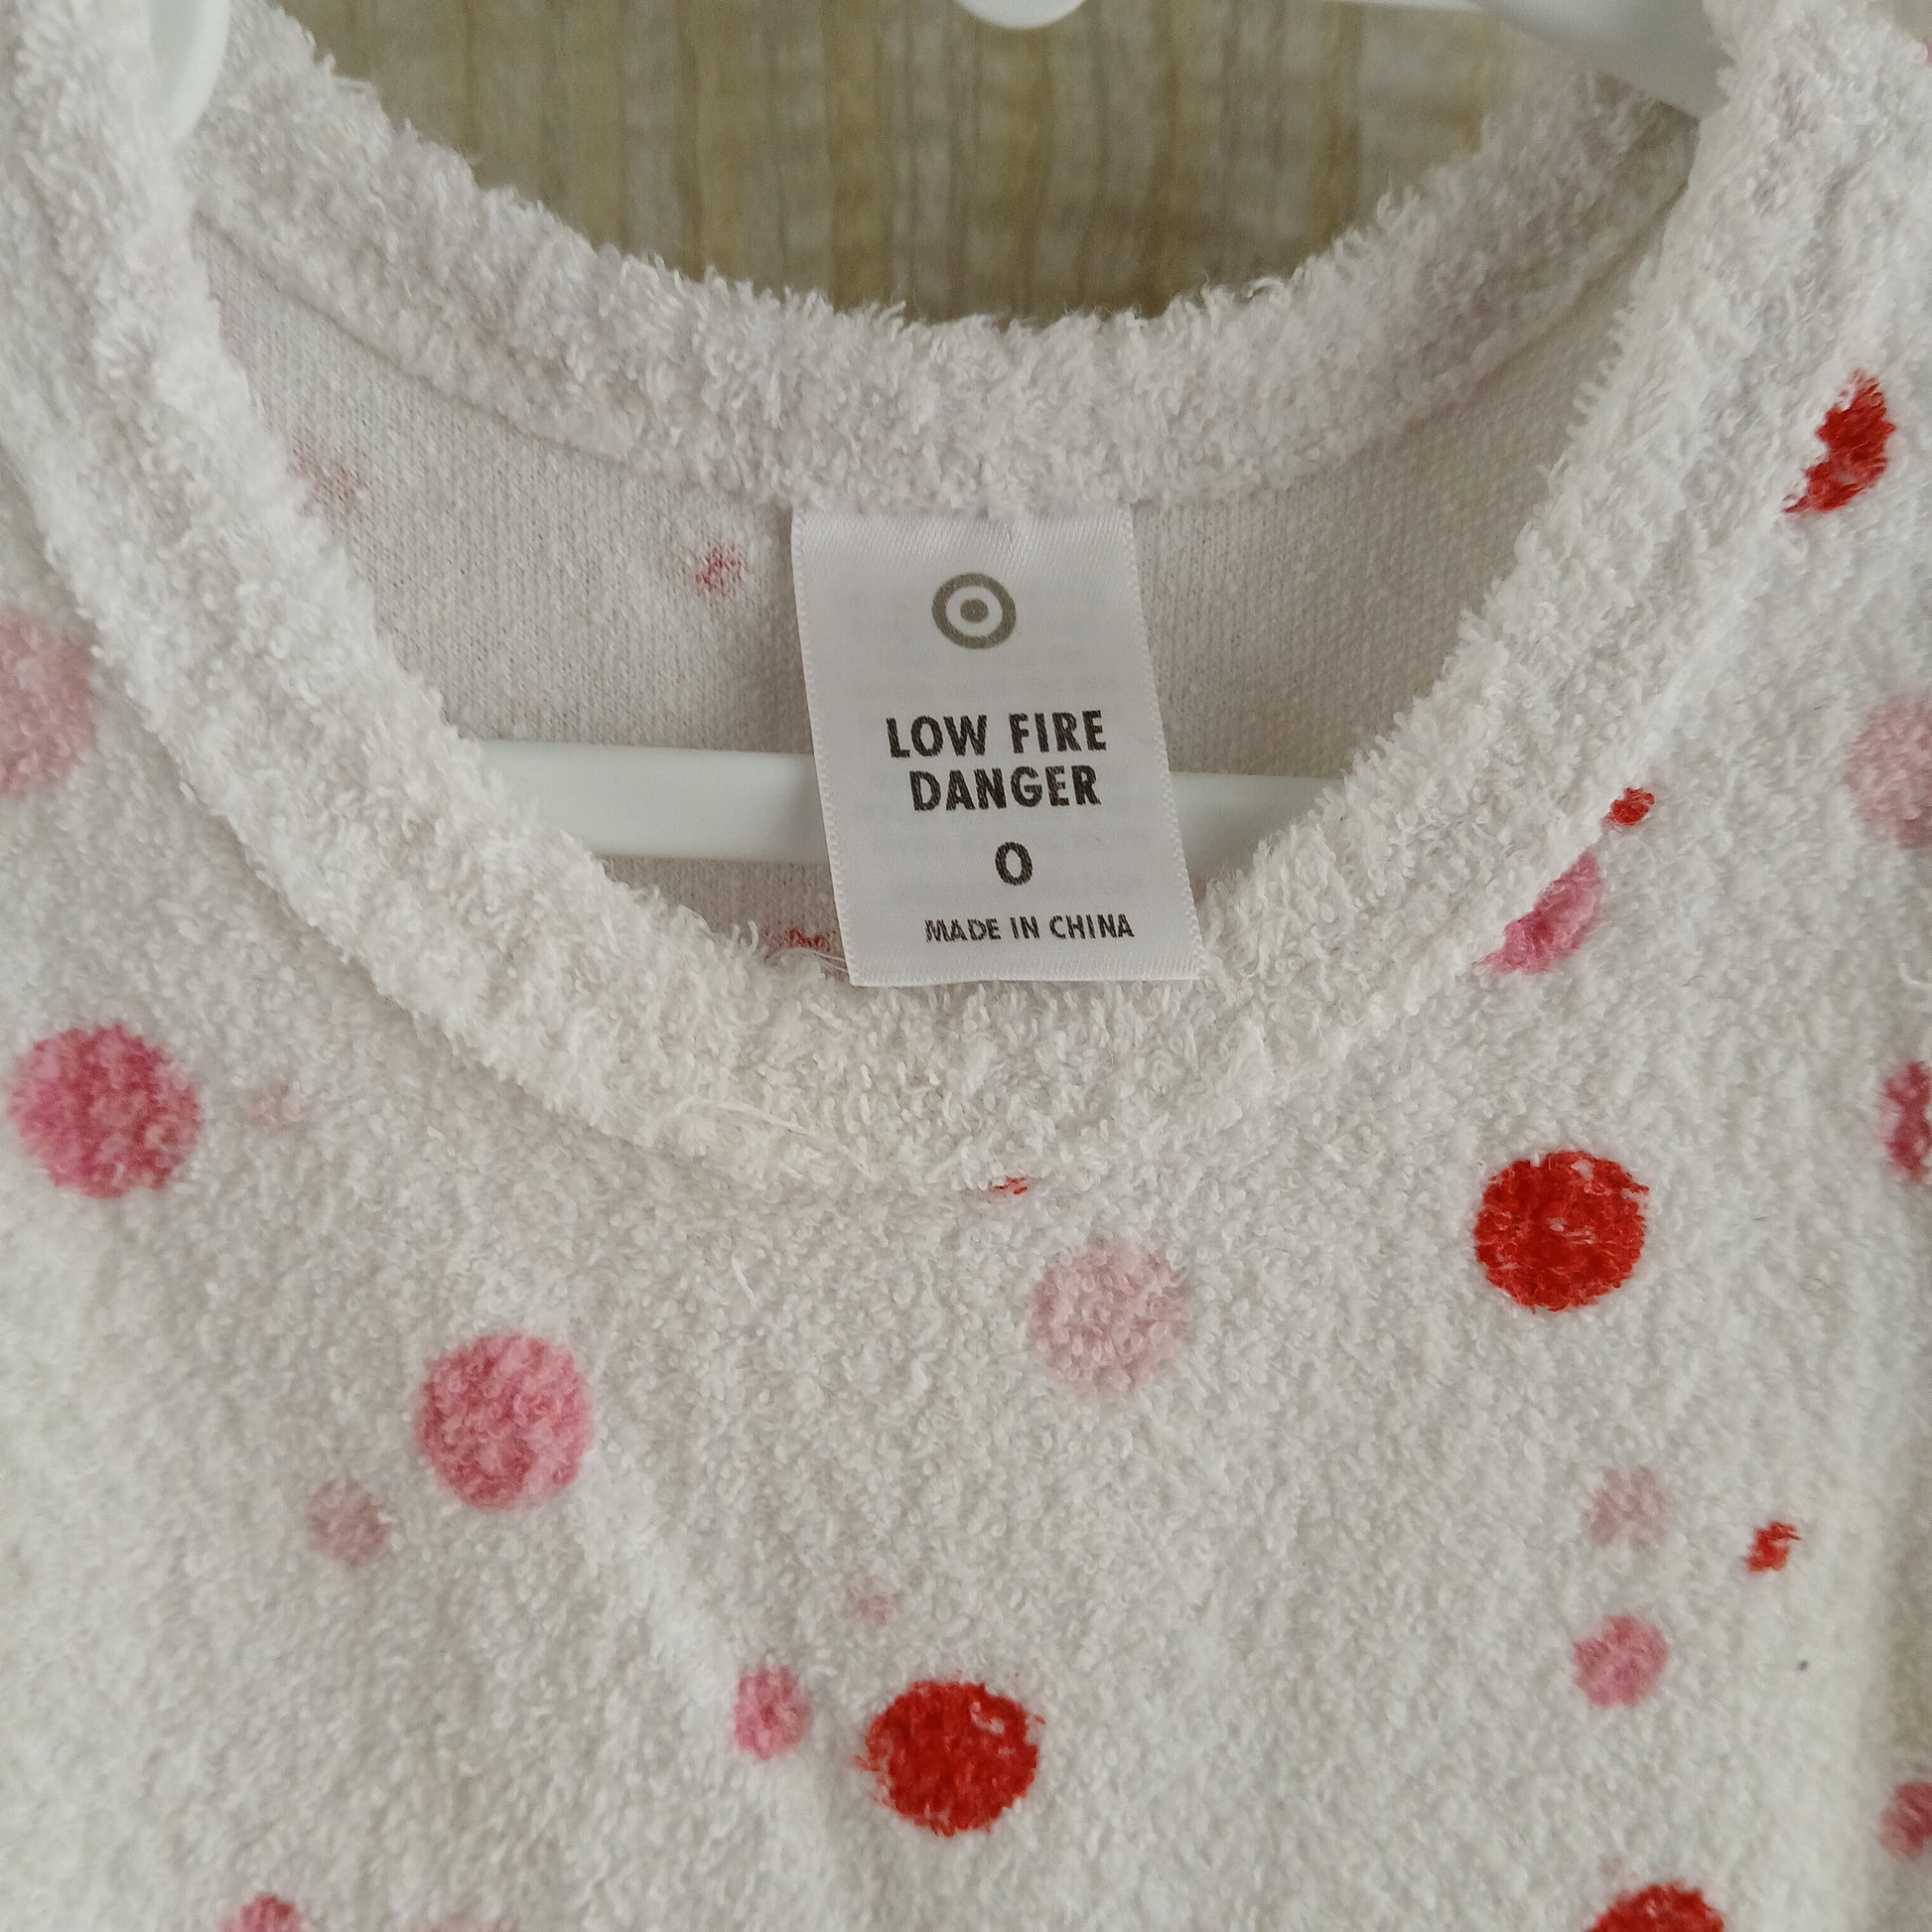 LOW FIRE
DANGER
0
MADE IN CHINA